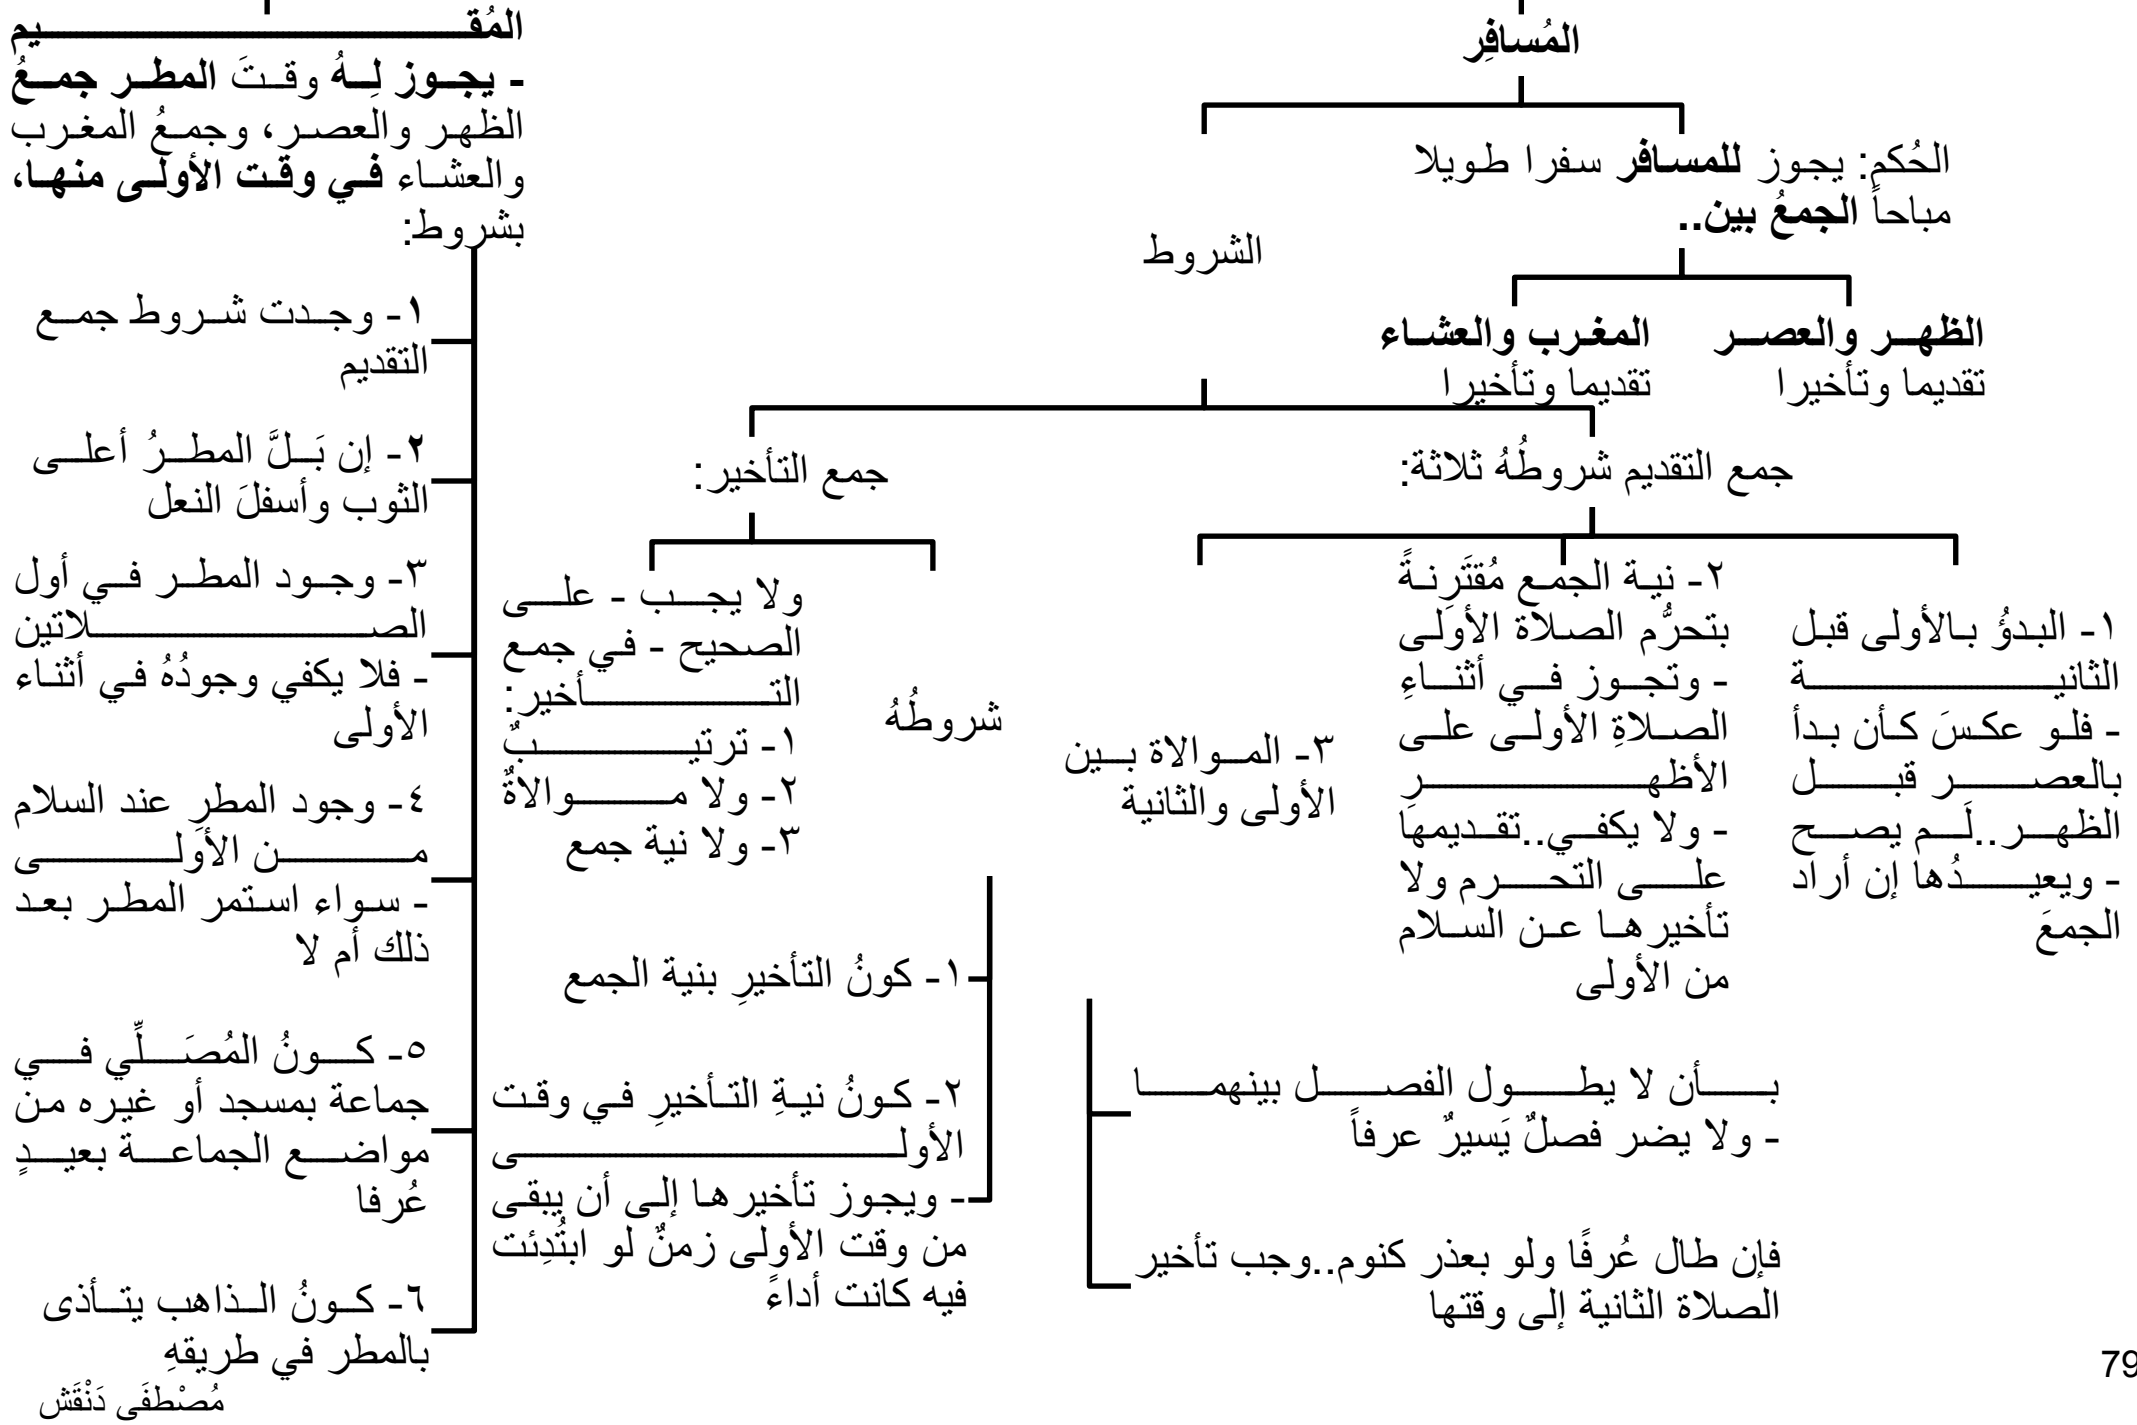 المُسافِر
الحُكم: يجوز للمسافر سفرا طويلا
مباحاً الجمعُ بين..
الظهر والعصر
تقديما وتأخيرا
المغرب والعشاء
تقديما وتأخيرا
الشروط
جمع التقديم شروطُهُ ثلاثة:
١- البدؤُ بالأولى قبل
الثانية
- فلو عكسَ كأن بدأ
بالعصر قبل
الظهر..لَم يصح
- ويعيدُها إن أراد
الجمعَ
٢- نية الجمع مُقتَرِنةً
بتحرُّم الصلاة الأولى
- وتجوز في أثناءِ
الصلاةِ الأولى على
الأظهرِ
- ولا يكفي..تقديمها
على التحرم ولا
تأخيرها عن السلام
من الأولى
٣- الموالاة بين
الأولى والثانية
بأن لا يطول الفصل بينهما
- ولا يضر فصلٌ يَسيرٌ عرفاً
فإن طال عُرفًا ولو بعذر كنوم..وجب تأخير
الصلاة الثانية إلى وقتها
جمع التأخير:
شروطُهُ
١- كونُ التأخيرِ بنية الجمع
٢- كونُ نيةِ التأخيرِ في وقت
الأولى
- ويجوز تأخيرها إلى أن يبقى
من وقت الأولى زمنٌ لو ابتُدِئت
فيه كانت أداءً
ولا يجب - على
الصحيح - في جمع
التأخير:
١- ترتيبٌ
٢- ولا موالاةٌ
٣- ولا نية جمع
المُقيم
- يجوز لِهُ وقتَ المطر جمعُ
الظهر والعصر، وجمعُ المغرب
والعشاء في وقت الأولى منها،
بشروط:
١- وجدت شروط جمع
التقديم
٢- إن بَلَّ المطرُ أعلى
الثوب وأسفلَ النعل
٣- وجود المطر في أول
الصلاتين
- فلا يكفي وجودُهُ في أثناء
الأولى
٤- وجود المطرِ عند السلام
من الأولى
- سواء استمر المطر بعد
ذلك أم لا
٥- كونُ المُصَلِّي في
جماعة بمسجد أو غيره من
مواضع الجماعة بعيدٍ
عُرفا
٦- كونُ الذاهب يتأذى
بالمطر في طريقهِ
مُصْطفَى دَنْقَش
79